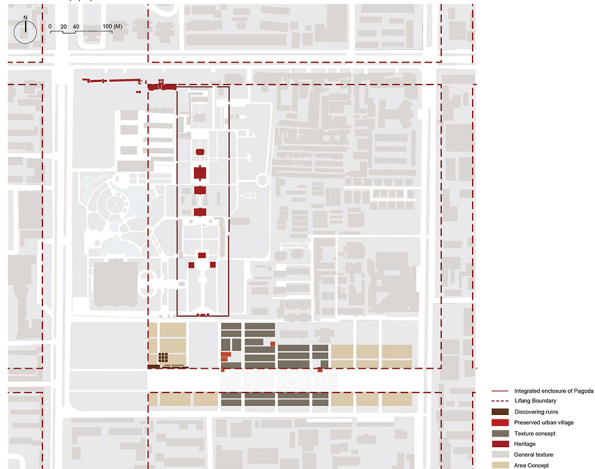 N
0 20 40 100 (M)
Integrated enclosure of Pagoda
Lifang Boundary
Discovering ruins
Preserved urban village
Texture concept
Heritage
General texture
Area Concept